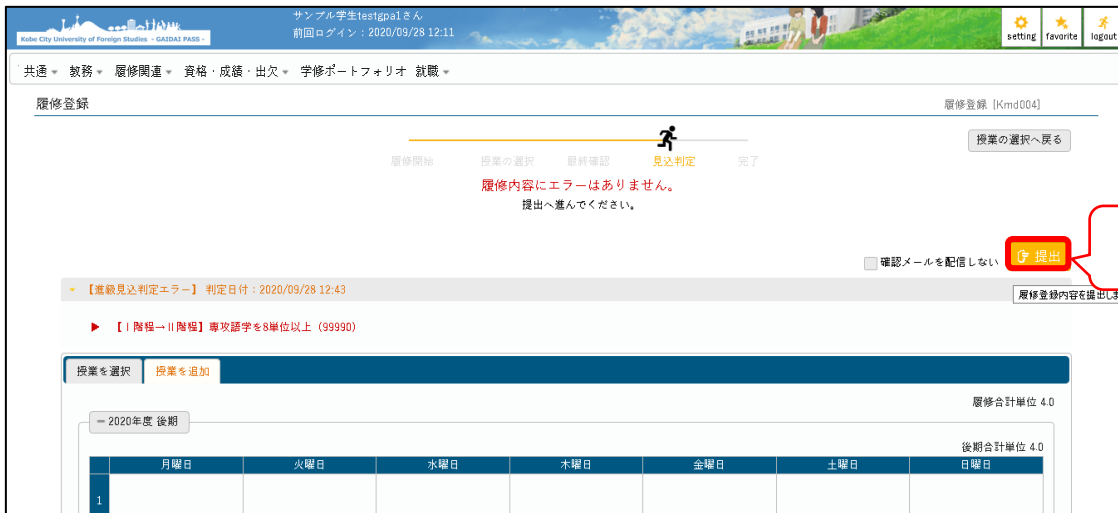 サンプル学生testgpa1さん
前回ログイン：2020/09/28 12:11
Kobe City University of Foreign Studies - GAIDAI PASS -
setting favorite logout
共通 教務 履修関連 資格・成績・出欠 学修ポートフォリオ 就職
履修登録
履修登録 [Kmd004]
授業の選択へ戻る
履修開始 授業の選択 最終確認 見込判定 完了
履修内容にエラーはありません。
提出へ進んでください。
確認メールを配信しない 提出
履修登録内容を提出しま
【進級見込判定エラー】 判定日付：2020/09/28 12:43
【Ⅰ階程→Ⅱ階程】専攻語学を8単位以上 (99990)
授業を選択 授業を追加
履修合計単位 4.0
2020年度 後期
後期合計単位 4.0
月曜日 火曜日 水曜日 木曜日 金曜日 土曜日 日曜日
1